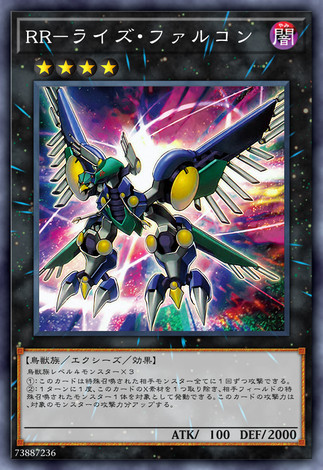 RR－ライズ・ファルコン
闇
やみ
【鳥獣族／エクシーズ／効果】
鳥獣族レベル４モンスター×３
①：このカードは特殊召喚された相手モンスター全てに１回ずつ攻撃できる。
②：１ターンに１度、このカードのX素材を１つ取り除き、相手フィールドの特
殊召喚されたモンスター１体を対象として発動できる。このカードの攻撃力は
、対象のモンスターの攻撃力分アップする。
ATK/ 100 DEF/2000
73887236